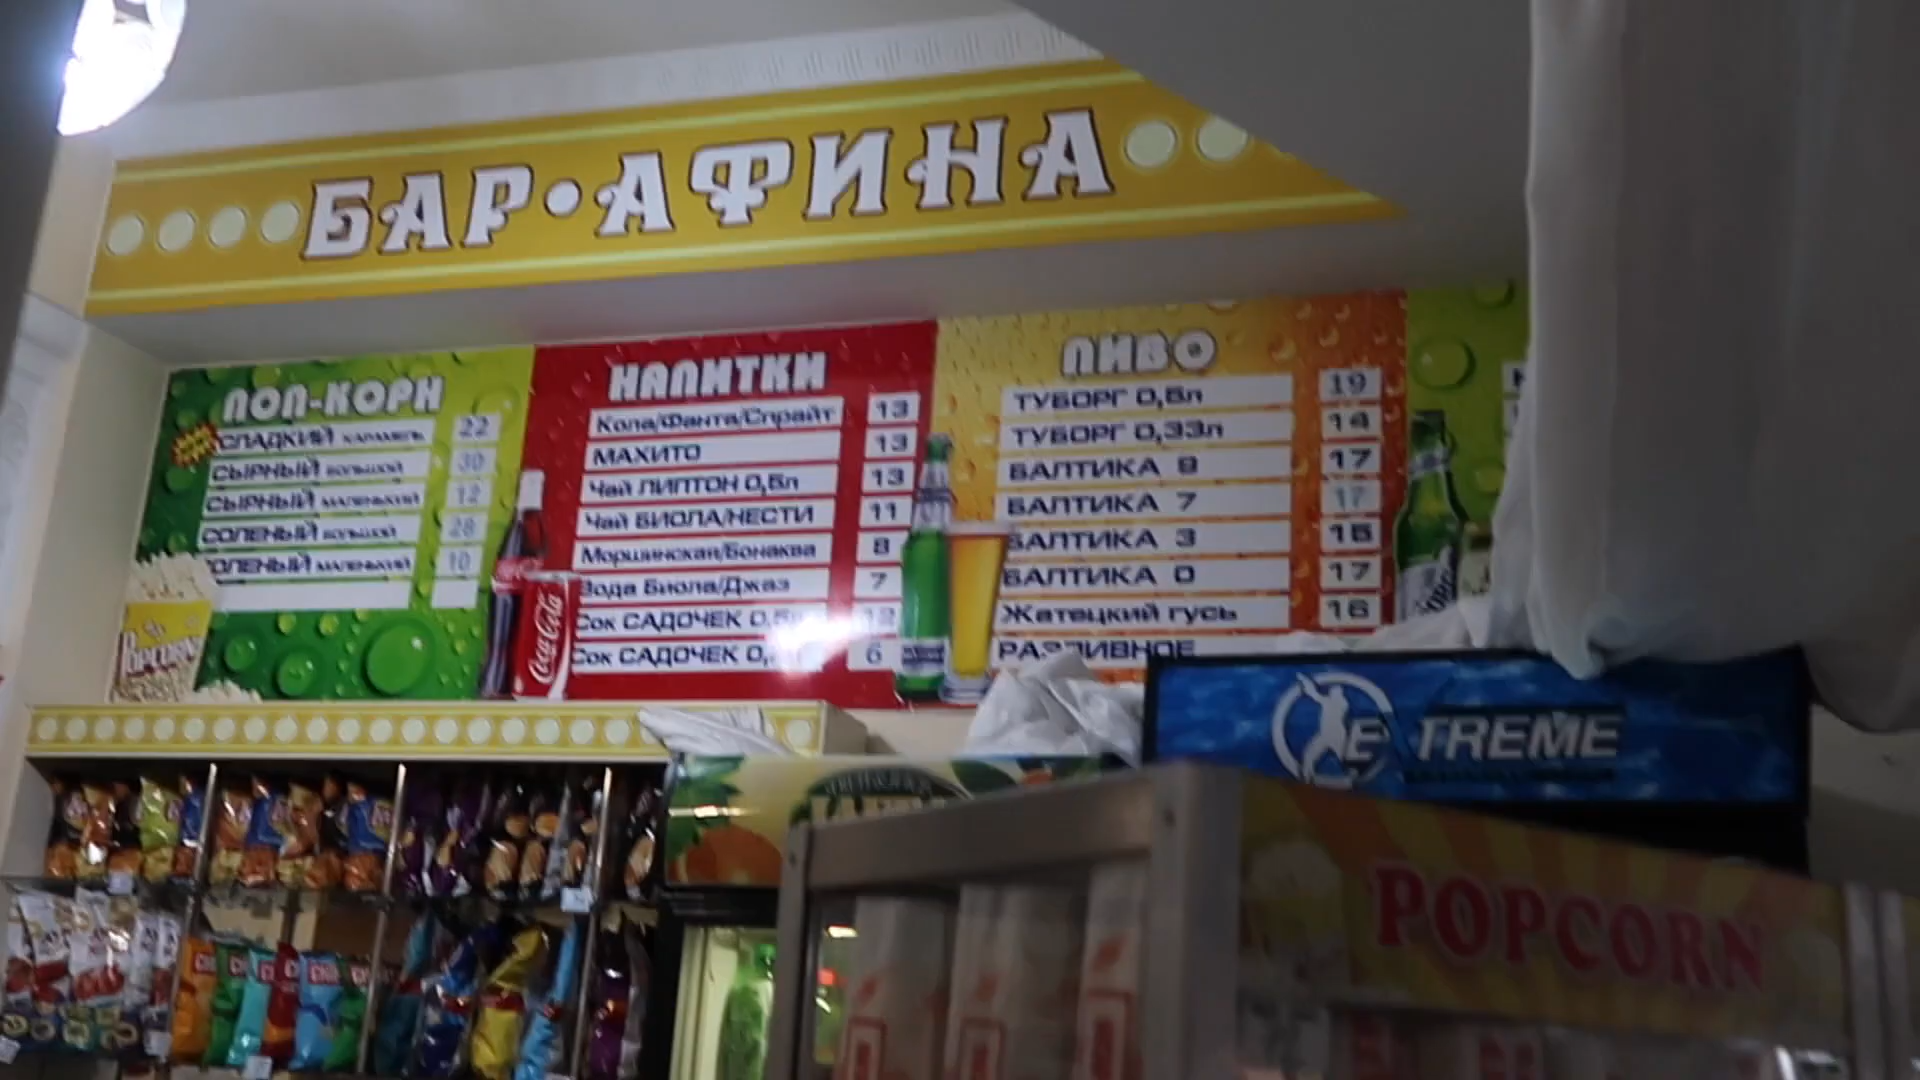 БАР•АФИНА
ПОП-КОРН
СЛАДКИЙ КАРАМЕЛЬ 22
СЫРНЫЙ БОЛЬШОЙ 30
СЫРНЫЙ МАЛЕНЬКИЙ 12
СОЛЕНЫЙ БОЛЬШОЙ 28
СОЛЕНЫЙ МАЛЕНЬКИЙ 10
POPCORN
НАПИТКИ
Кола/Фанта/Спрайт 13
МАХИТО 13
Чай ЛИПТОН 0,5л 13
Чай БИОЛА/НЕСТИ 11
Моршинская/Бонаква 8
Вода Биола/Джаз 7
Сок САДОЧЕК 0,5л 12
Сок САДОЧЕК 6
Coca-Cola
ПИВО
ТУБОРГ 0,5л 19
ТУБОРГ 0,33л 14
БАЛТИКА 9 17
БАЛТИКА 7 17
БАЛТИКА 3 15
БАЛТИКА 0 17
Жатецкий гусь 16
РАЗЛИВНОЕ
EXTREME
POPCORN